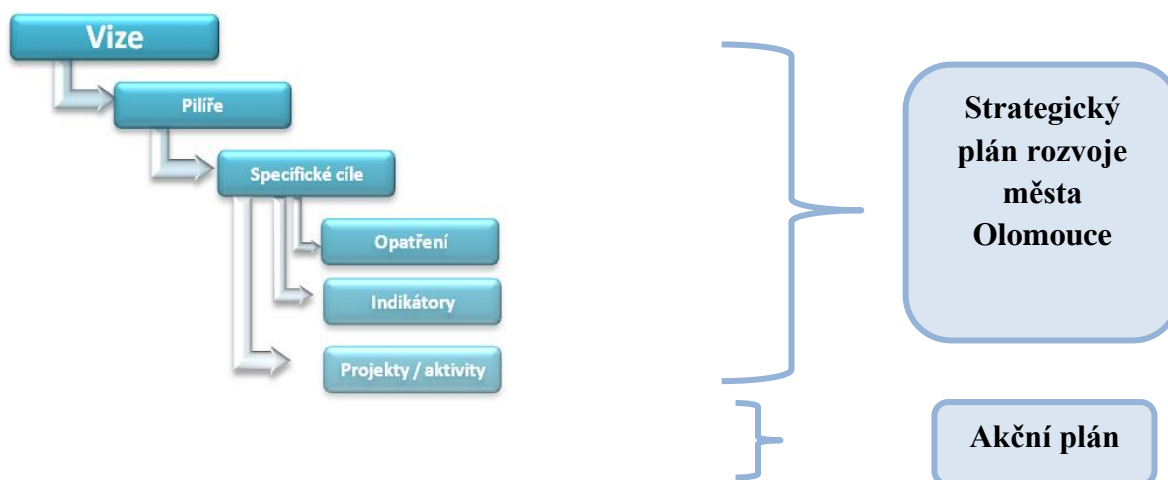 Vize
Pilíře
Specifické cíle
Opatření
Indikátory
Projekty / aktivity
Strategický
plán rozvoje
města
Olomouce
Akční plán